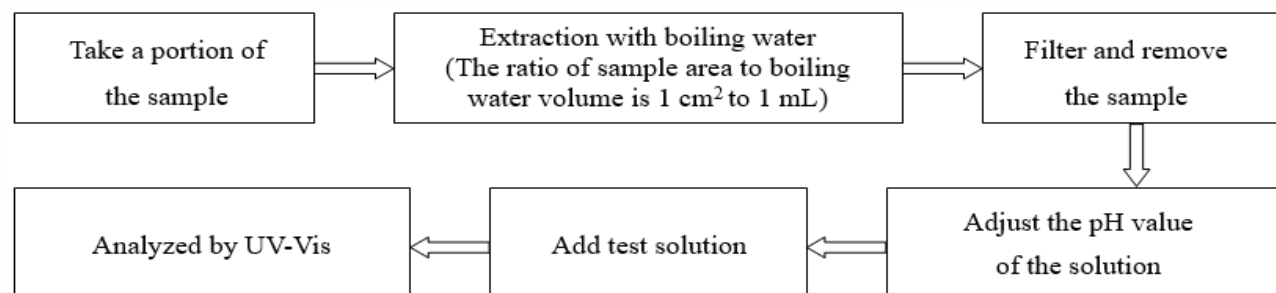 Take a portion of
the sample
Extraction with boiling water
(The ratio of sample area to boiling
water volume is 1 cm² to 1 mL)
Filter and remove
the sample
Adjust the pH value
of the solution
Add test solution
Analyzed by UV-Vis